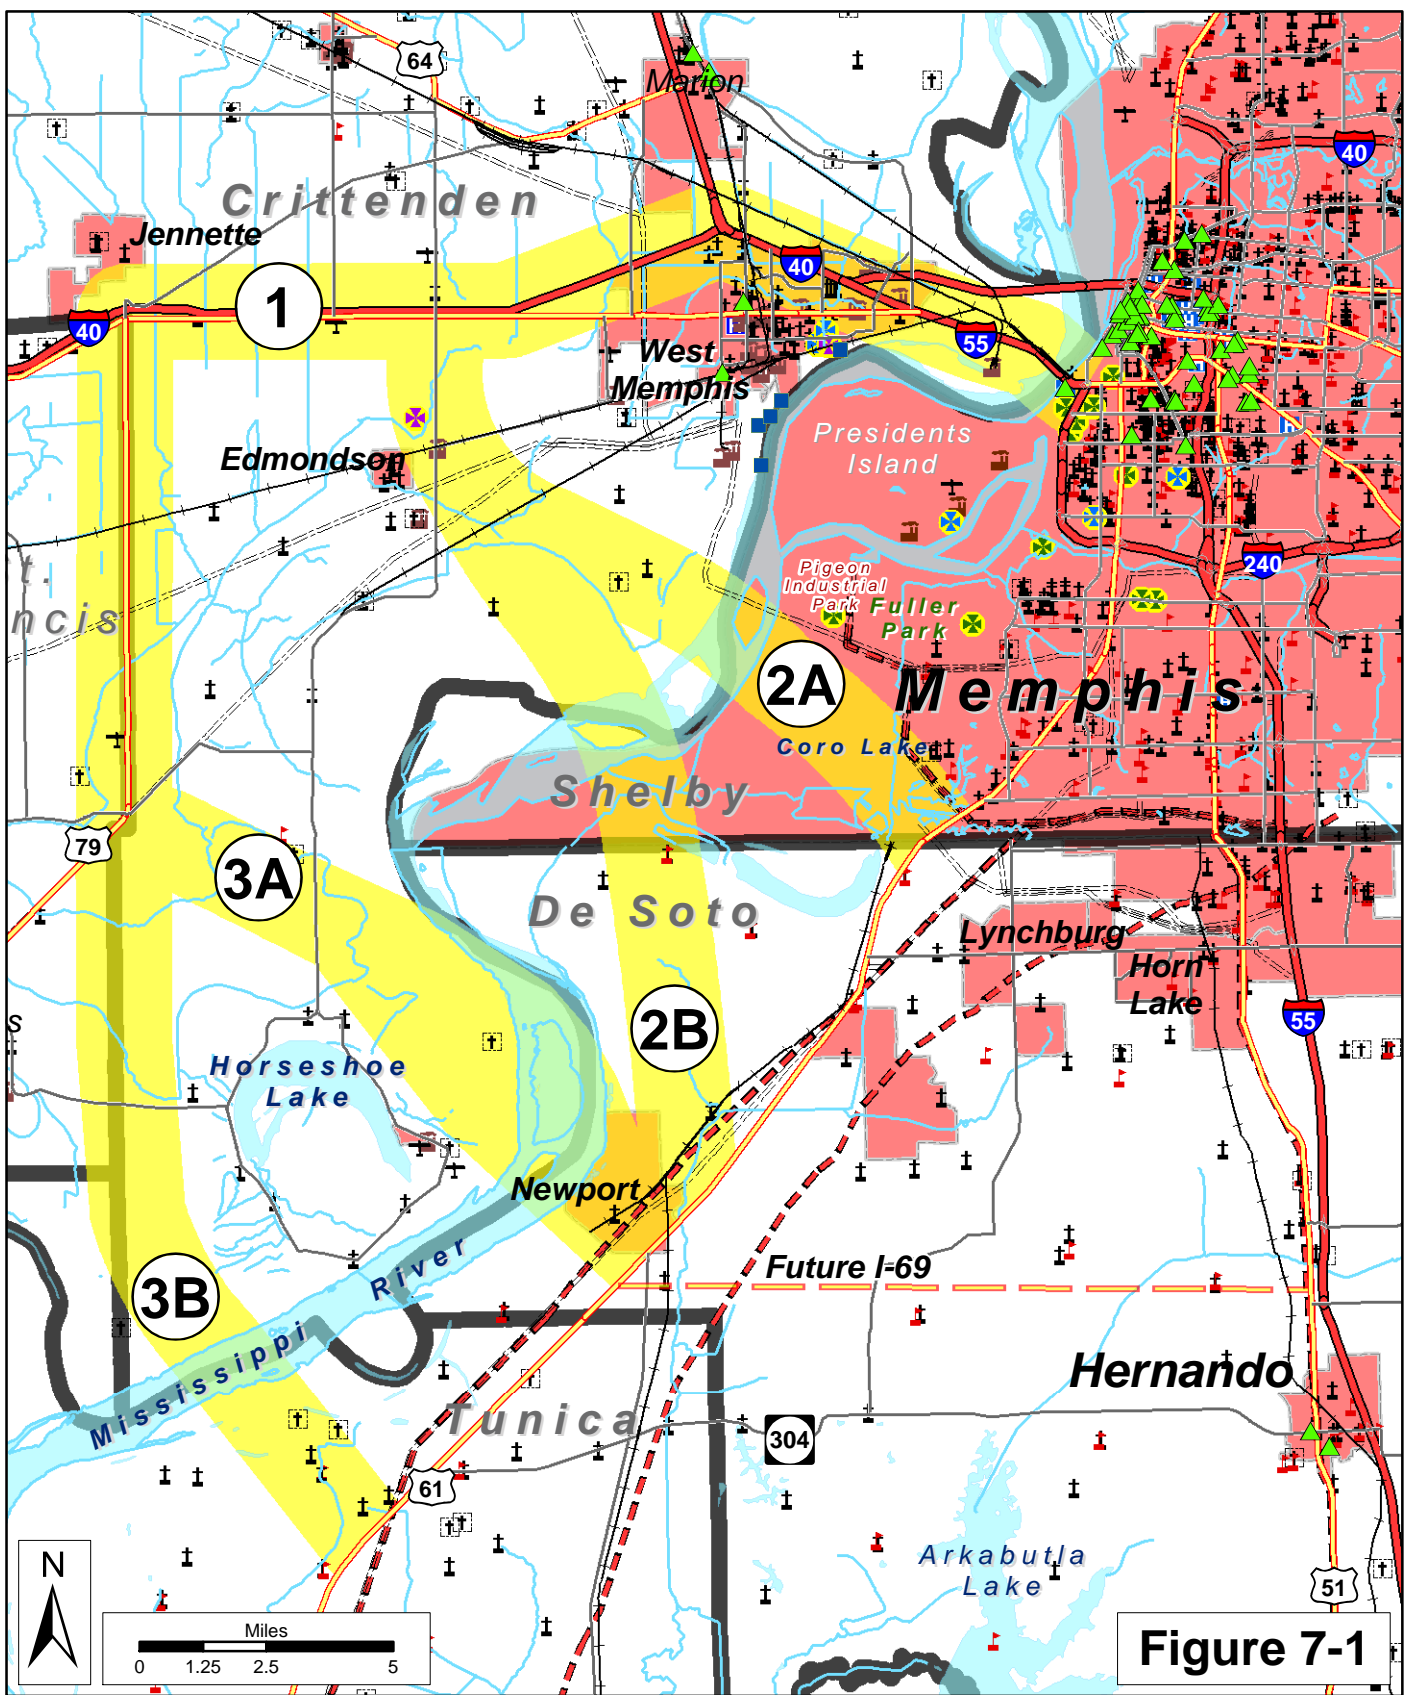 64
Marion
40
Crittenden
Jennette
40
1
40
55
West
Memphis
Presidents
Island
Edmondson
t.
ncis
240
Pigeon
Industrial
Park
Fuller
Park
2A
Memphis
Coro Lake
Shelby
79
3A
De Soto
Lynchburg
Horn
Lake
2B
55
s
Horseshoe
Lake
Newport
River
Future I-69
3B
Mississippi
Hernando
Tunica
304
61
Arkabutla
Lake
51
N
Miles
0 1.25 2.5 5
Figure 7-1